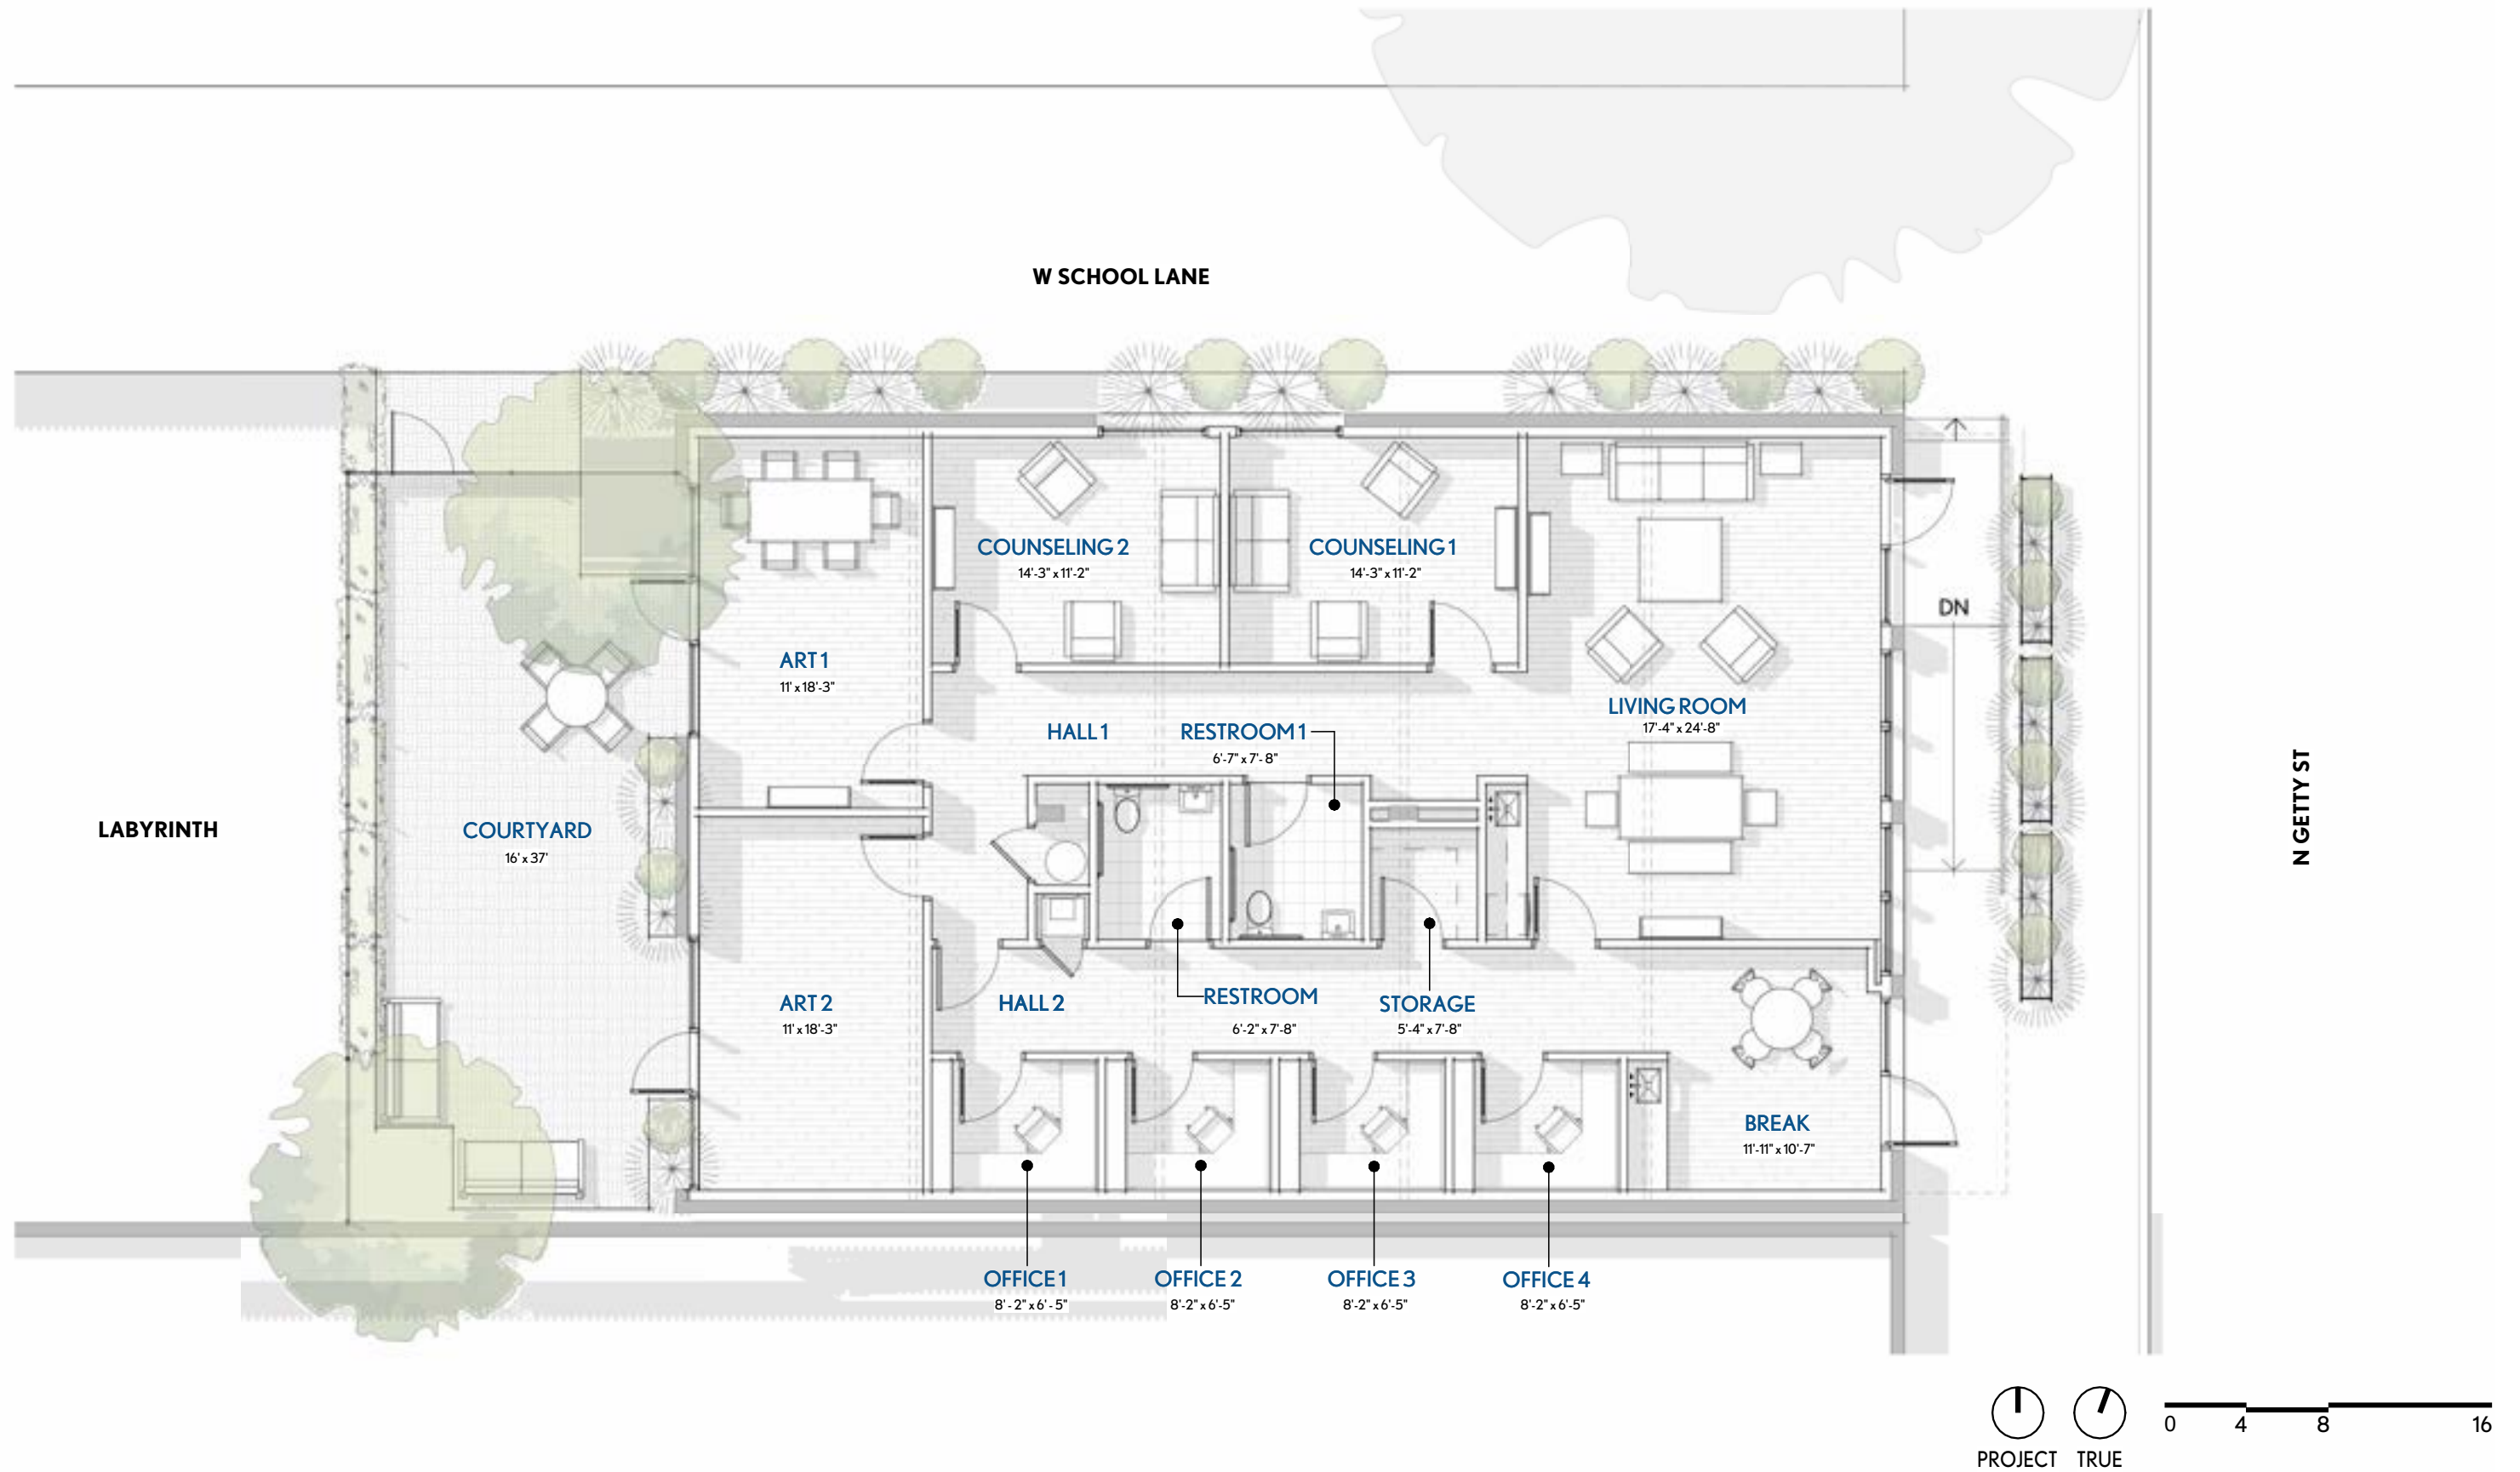 W SCHOOL LANE
COUNSELING 2
14'-3" x 11'-2"
COUNSELING 1
14'-3" x 11'-2"
DN
ART 1
11' x 18'-3"
LIVING ROOM
17'-4" x 24'-8"
HALL 1
RESTROOM 1
6'-7" x 7'-8"
N GETTY ST
LABYRINTH
COURTYARD
16' x 37'
ART 2
11' x 18'-3"
HALL 2
RESTROOM
6'-2" x 7'-8"
STORAGE
5'-4" x 7'-8"
BREAK
11'-11" x 10'-7"
OFFICE 1
8'-2" x 6'-5"
OFFICE 2
8'-2" x 6'-5"
OFFICE 3
8'-2" x 6'-5"
OFFICE 4
8'-2" x 6'-5"
PROJECT
TRUE
0 4 8 16